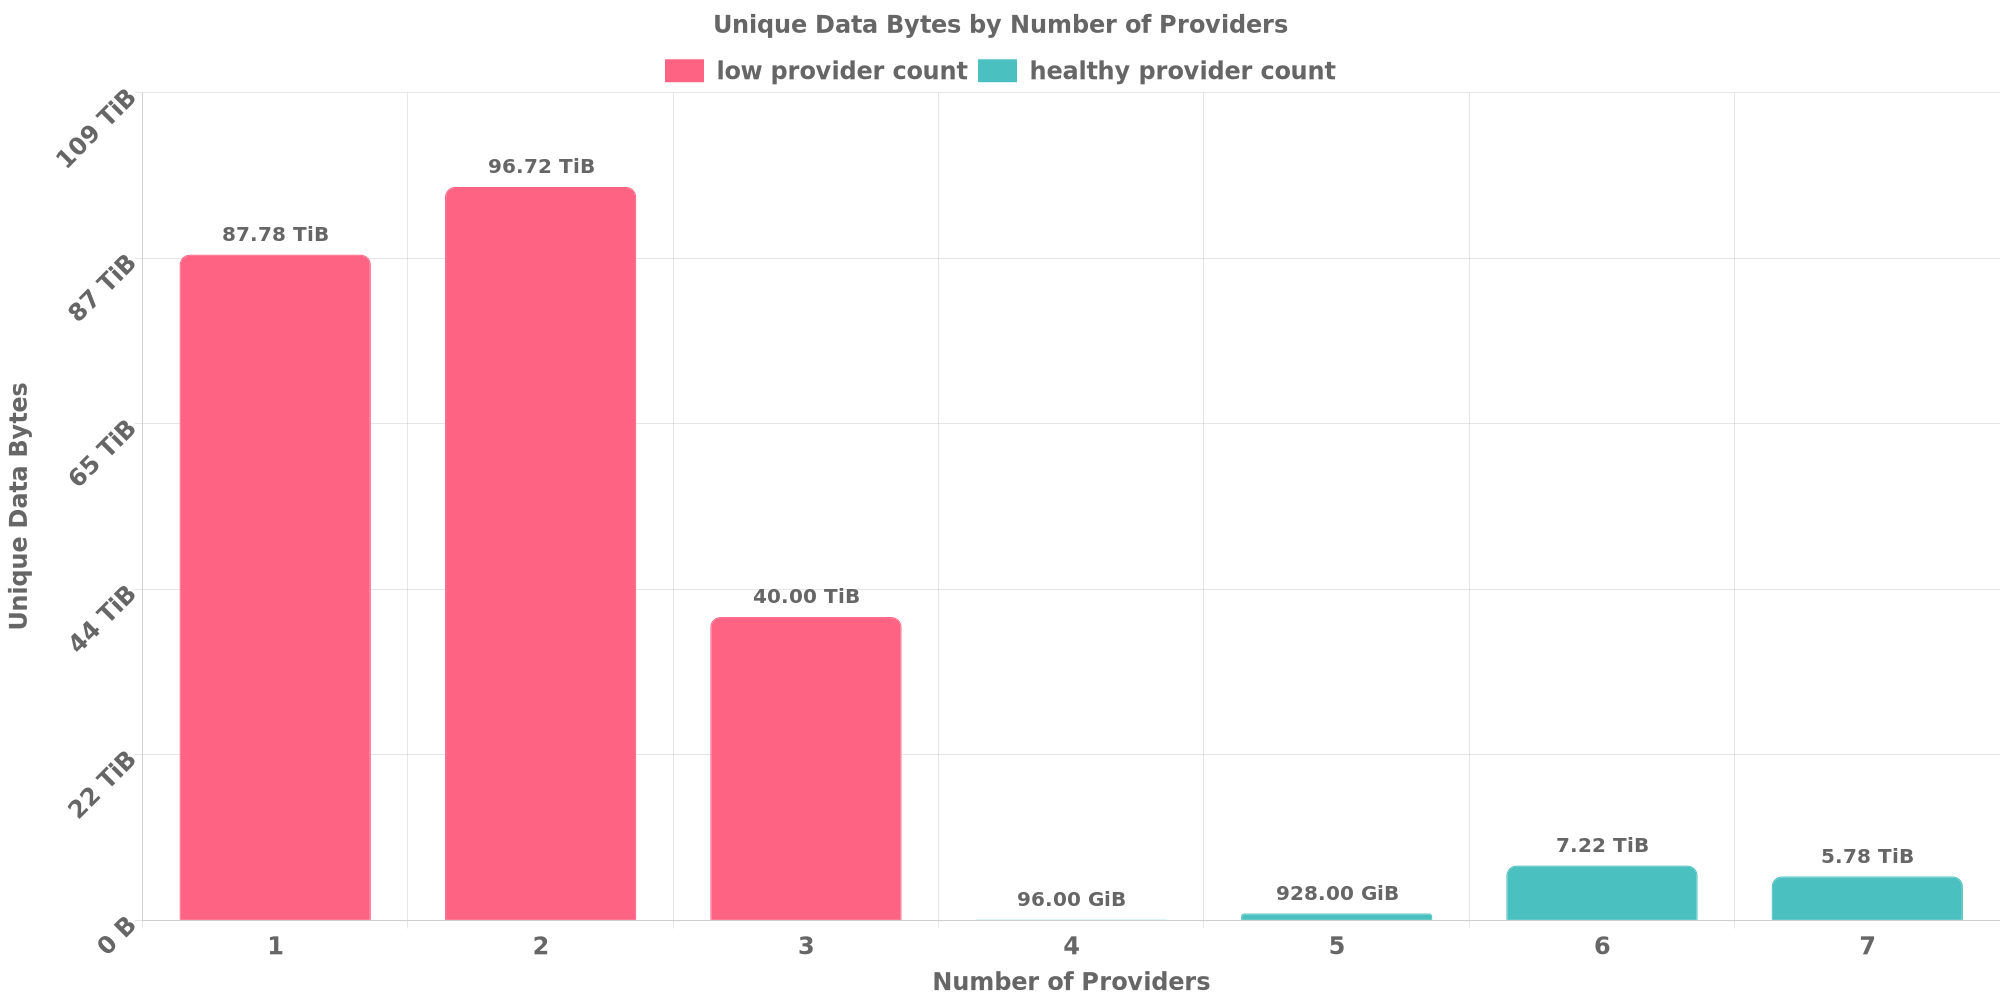 Unique Data Bytes by Number of Providers
low provider count healthy provider count
109 TiB
87 TiB
65 TiB
44 TiB
22 TiB
0 B
Unique Data Bytes
87.78 TiB
96.72 TiB
40.00 TiB
96.00 GiB
928.00 GiB
7.22 TiB
5.78 TiB
1 2 3 4 5 6 7
Number of Providers